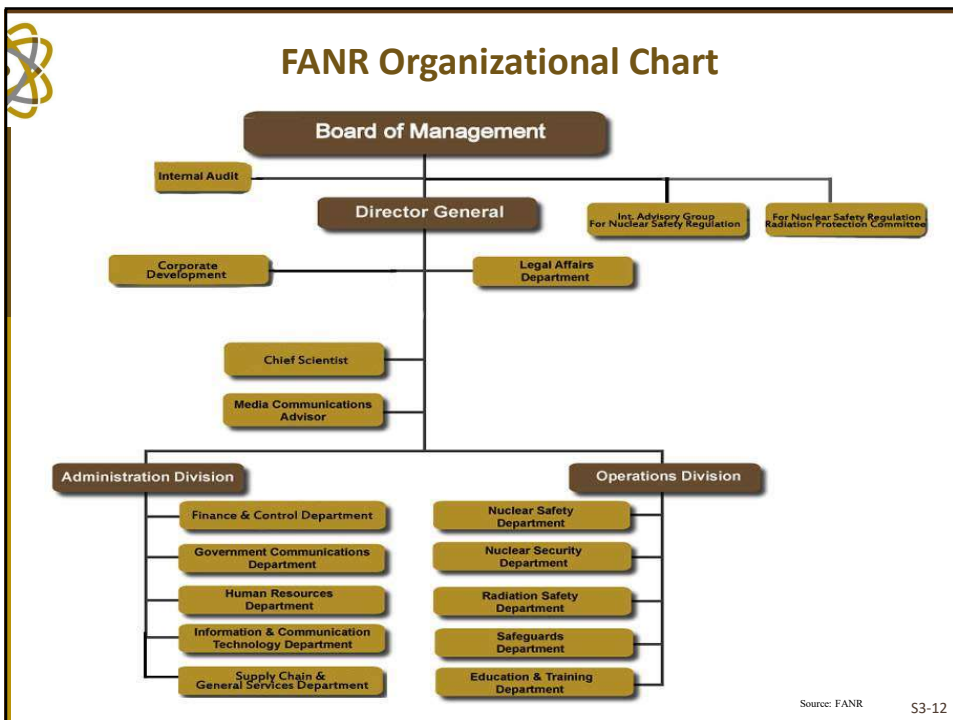 FANR Organizational Chart
Board of Management
Internal Audit
Director General
Int. Advisory Group
For Nuclear Safety Regulation
For Nuclear Safety Regulation
Radiation Protection Committee
Corporate
Development
Legal Affairs
Department
Chief Scientist
Media Communications
Advisor
Administration Division
Operations Division
Finance & Control Department
Government Communications
Department
Human Resources
Department
Information & Communication
Technology Department
Supply Chain &
General Services Department
Nuclear Safety
Department
Nuclear Security
Department
Radiation Safety
Department
Safeguards
Department
Education & Training
Department
Source: FANR
S3-12